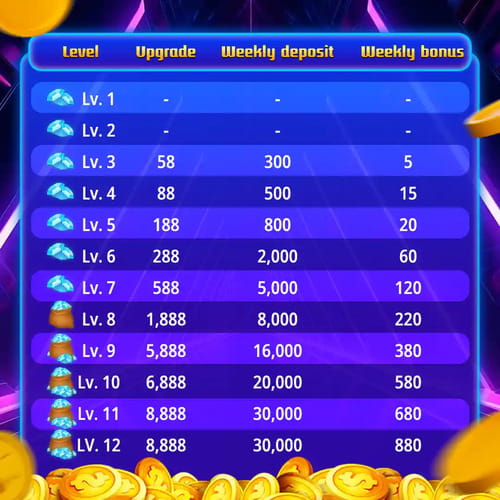 Level Upgrade Weekly deposit Weekly bonus
Lv. 1 - - -
Lv. 2 - - -
Lv. 3 58 300 5
Lv. 4 88 500 15
Lv. 5 188 800 20
Lv. 6 288 2,000 60
Lv. 7 588 5,000 120
Lv. 8 1,888 8,000 220
Lv. 9 5,888 16,000 380
Lv. 10 6,888 20,000 580
Lv. 11 8,888 30,000 680
LV. 12 8,888 30,000 880